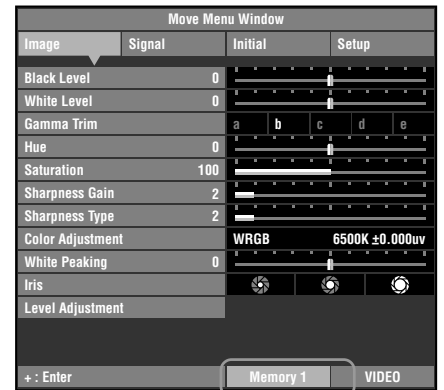 Move Menu Window
Image Signal Initial Setup
Black Level 0
White Level 0
Gamma Trim a b c d e
Hue 0
Saturation 100
Sharpness Gain 2
Sharpness Type 2
Color Adjustment WRGB 6500K ±0.000uv
White Peaking 0
Iris
Level Adjustment
+ : Enter Memory 1 VIDEO